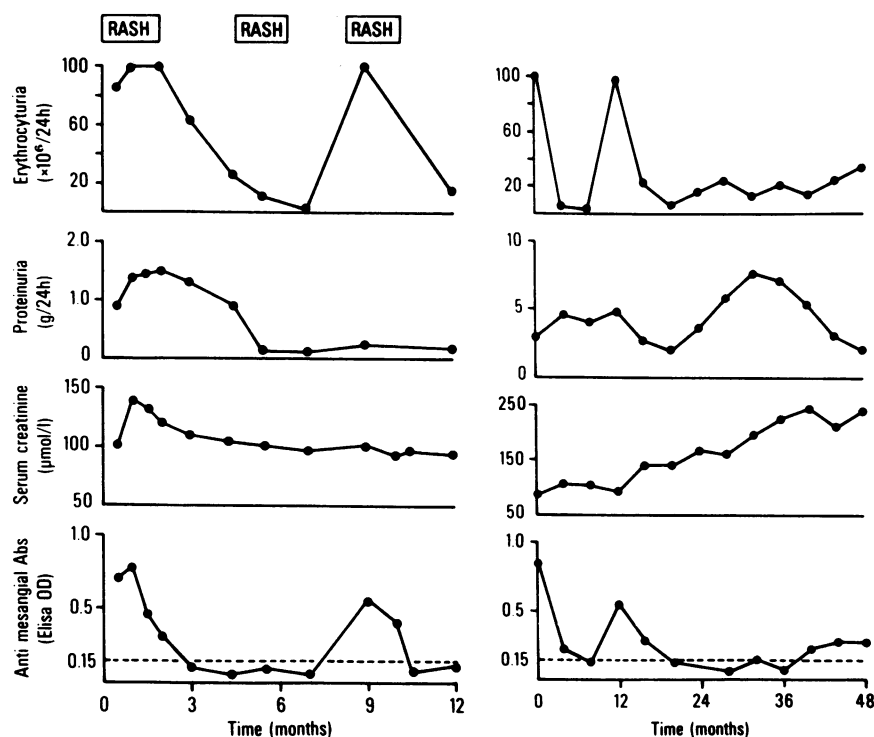 RASH RASH RASH
Erythrocyturia
(×10⁶/24h)
100
60
20
100
60
20
Proteinuria
(g/24h)
2.0
1.0
0
10
5
0
Serum creatinine
(µmol/l)
150
100
50
250
150
50
Anti mesangial Abs
(Elisa OD)
1.0
0.5
0.15
1.0
0.5
0.15
0 3 6 9 12
Time (months)
0 12 24 36 48
Time (months)